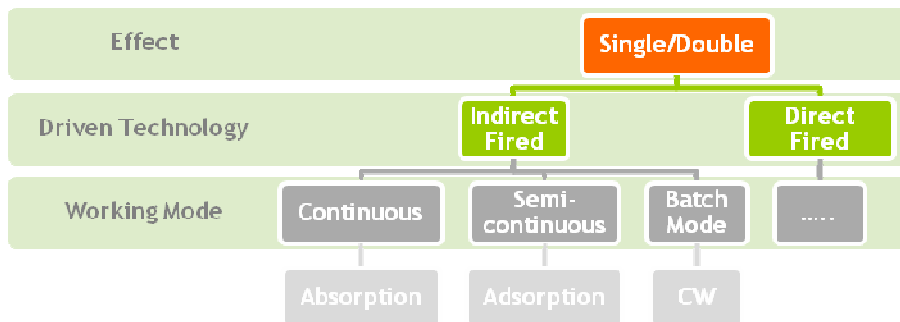 Effect
Single/Double
Driven Technology
Indirect
Fired
Direct
Fired
Working Mode
Continuous
Semi-
continuous
Batch
Mode
.....
Absorption
Adsorption
CW